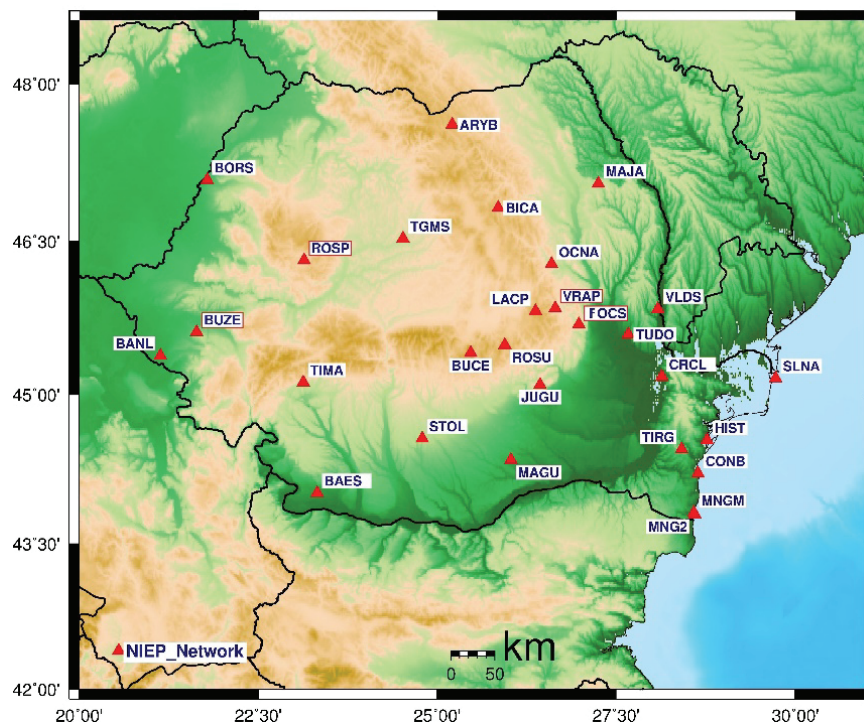 48°00'
ARYB
BORS
MAJA
BICA
TGMS
46°30'
ROSP
OCNA
LACP
VRAP
VLDS
FOCS
BUZE
TUDO
BANL
ROSU
BUCE
CRCL
SLNA
TIMA
45°00'
JUGU
STOL
TIRG
HIST
MAGU
CONB
BAES
MNGM
MNG2
43°30'
km
NIEP_Network
0 50
42°00'
20°00' 22°30' 25°00' 27°30' 30°00'